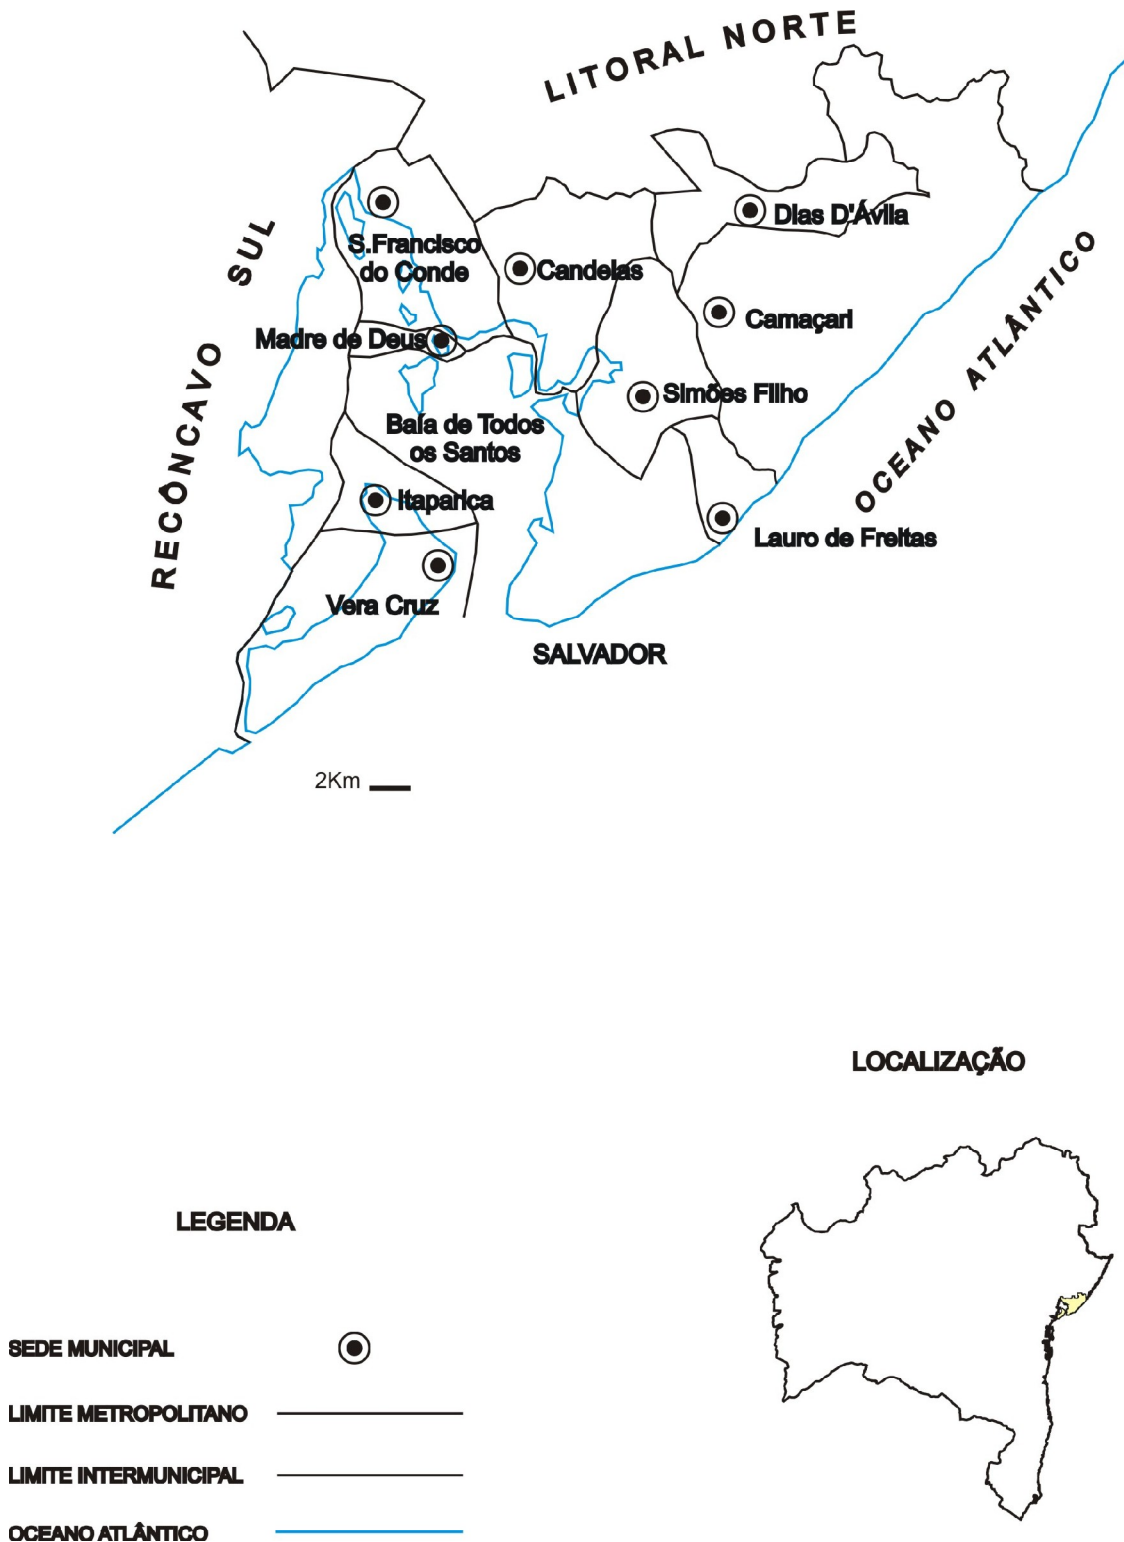 LITORAL NORTE
RECÔNCAVO SUL
OCEANO ATLÂNTICO
Dias D'Ávila
S.Francisco
do Conde
Candeias
Camaçari
Madre de Deus
Simões Filho
Baía de Todos
os Santos
Itaparica
Lauro de Freitas
Vera Cruz
SALVADOR
2Km
LOCALIZAÇÃO
LEGENDA
SEDE MUNICIPAL
LIMITE METROPOLITANO
LIMITE INTERMUNICIPAL
OCEANO ATLÂNTICO